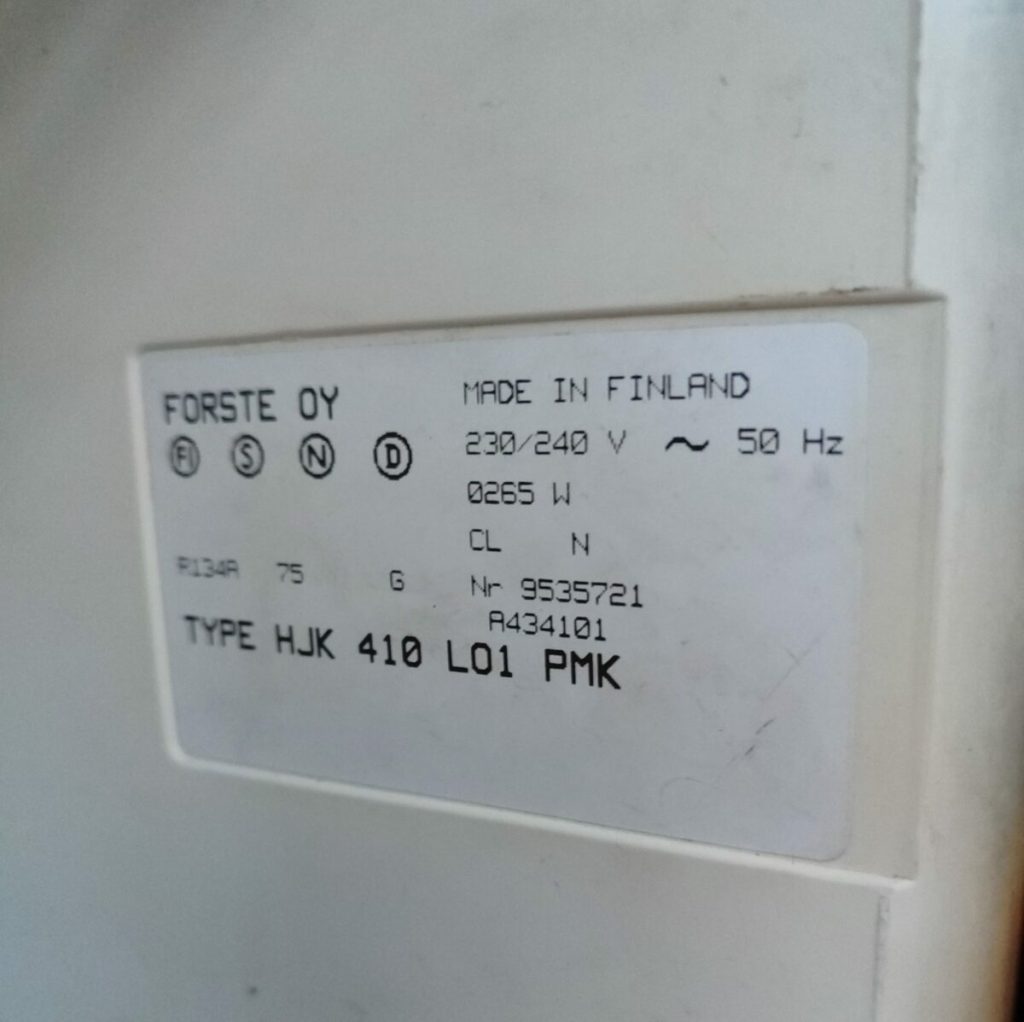 FORSTE OY
FI S N D
MADE IN FINLAND
230/240 V ~ 50 Hz
0265 W
CL N
R134A 75 G
Nr 9535721
A434101
TYPE HJK 410 L01 PMK